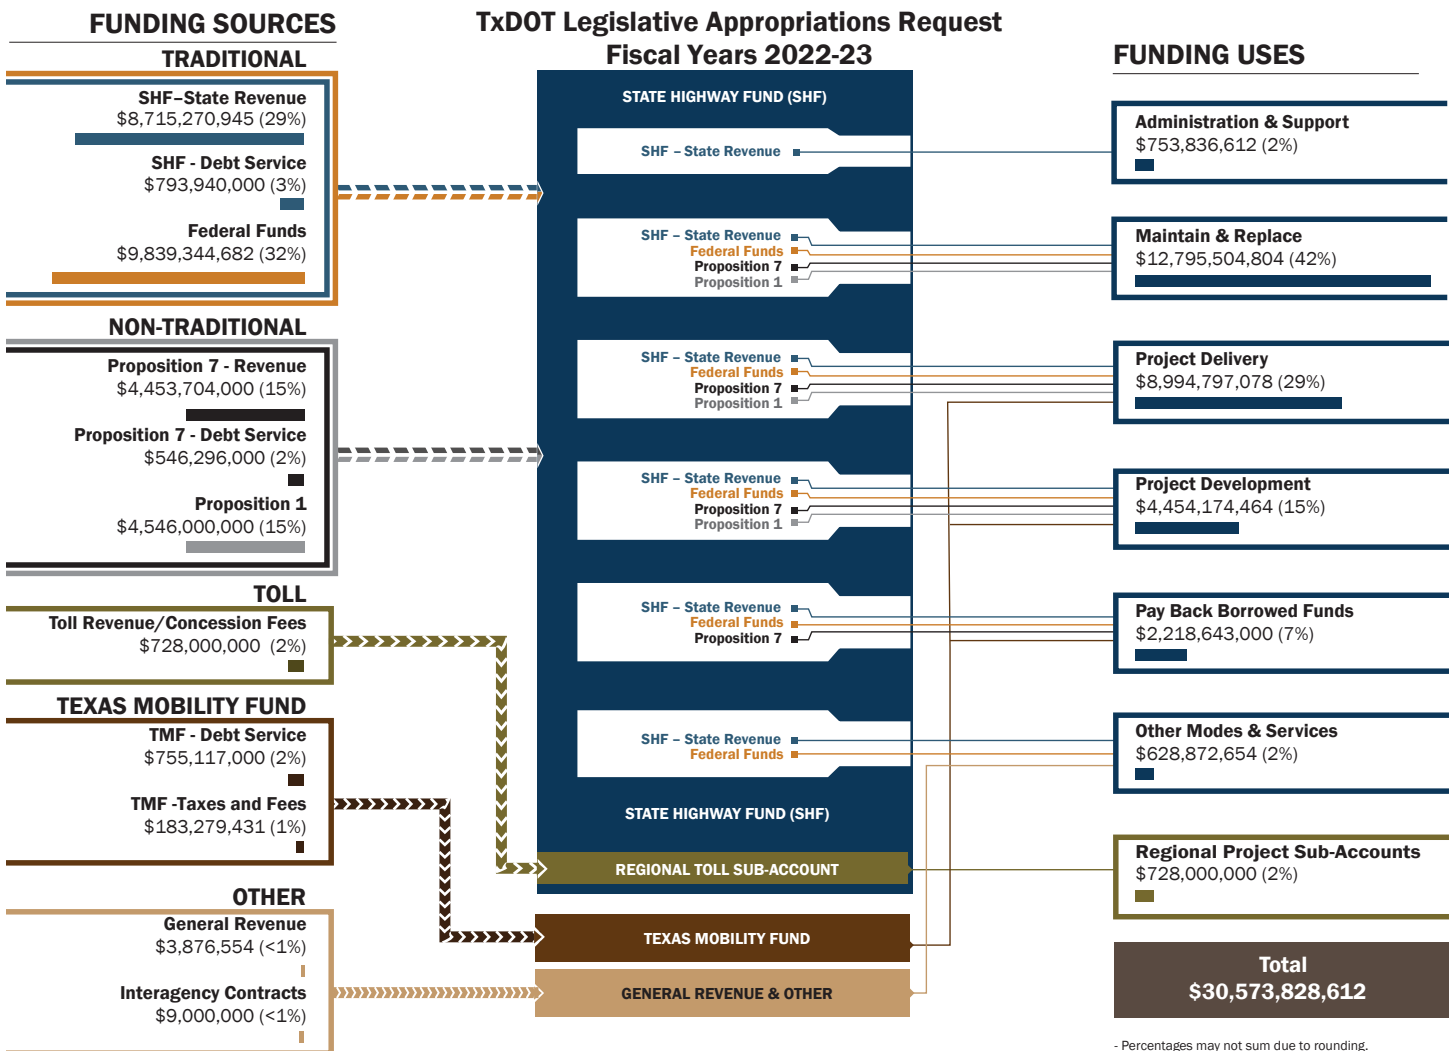 FUNDING SOURCES
TRADITIONAL
SHF–State Revenue
$8,715,270,945 (29%)
SHF - Debt Service
$793,940,000 (3%)
Federal Funds
$9,839,344,682 (32%)
NON-TRADITIONAL
Proposition 7 - Revenue
$4,453,704,000 (15%)
Proposition 7 - Debt Service
$546,296,000 (2%)
Proposition 1
$4,546,000,000 (15%)
TOLL
Toll Revenue/Concession Fees
$728,000,000 (2%)
TEXAS MOBILITY FUND
TMF - Debt Service
$755,117,000 (2%)
TMF -Taxes and Fees
$183,279,431 (1%)
OTHER
General Revenue
$3,876,554 (<1%)
Interagency Contracts
$9,000,000 (<1%)
TxDOT Legislative Appropriations Request
Fiscal Years 2022-23
STATE HIGHWAY FUND (SHF)
SHF – State Revenue
SHF – State Revenue
Federal Funds
Proposition 7
Proposition 1
SHF – State Revenue
Federal Funds
Proposition 7
Proposition 1
SHF – State Revenue
Federal Funds
Proposition 7
Proposition 1
SHF – State Revenue
Federal Funds
Proposition 7
SHF – State Revenue
Federal Funds
STATE HIGHWAY FUND (SHF)
REGIONAL TOLL SUB-ACCOUNT
TEXAS MOBILITY FUND
GENERAL REVENUE & OTHER
FUNDING USES
Administration & Support
$753,836,612 (2%)
Maintain & Replace
$12,795,504,804 (42%)
Project Delivery
$8,994,797,078 (29%)
Project Development
$4,454,174,464 (15%)
Pay Back Borrowed Funds
$2,218,643,000 (7%)
Other Modes & Services
$628,872,654 (2%)
Regional Project Sub-Accounts
$728,000,000 (2%)
Total
$30,573,828,612
- Percentages may not sum due to rounding.